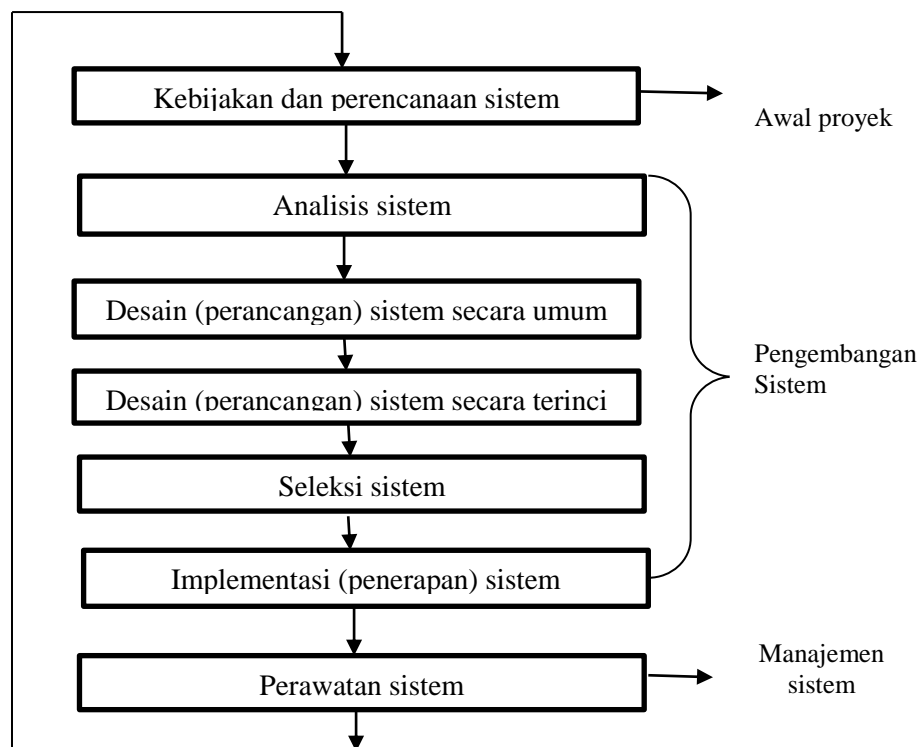 Kebijakan dan perencanaan sistem
Awal proyek
Analisis sistem
Desain (perancangan) sistem secara umum
Desain (perancangan) sistem secara terinci
Pengembangan
Sistem
Seleksi sistem
Implementasi (penerapan) sistem
Perawatan sistem
Manajemen
sistem